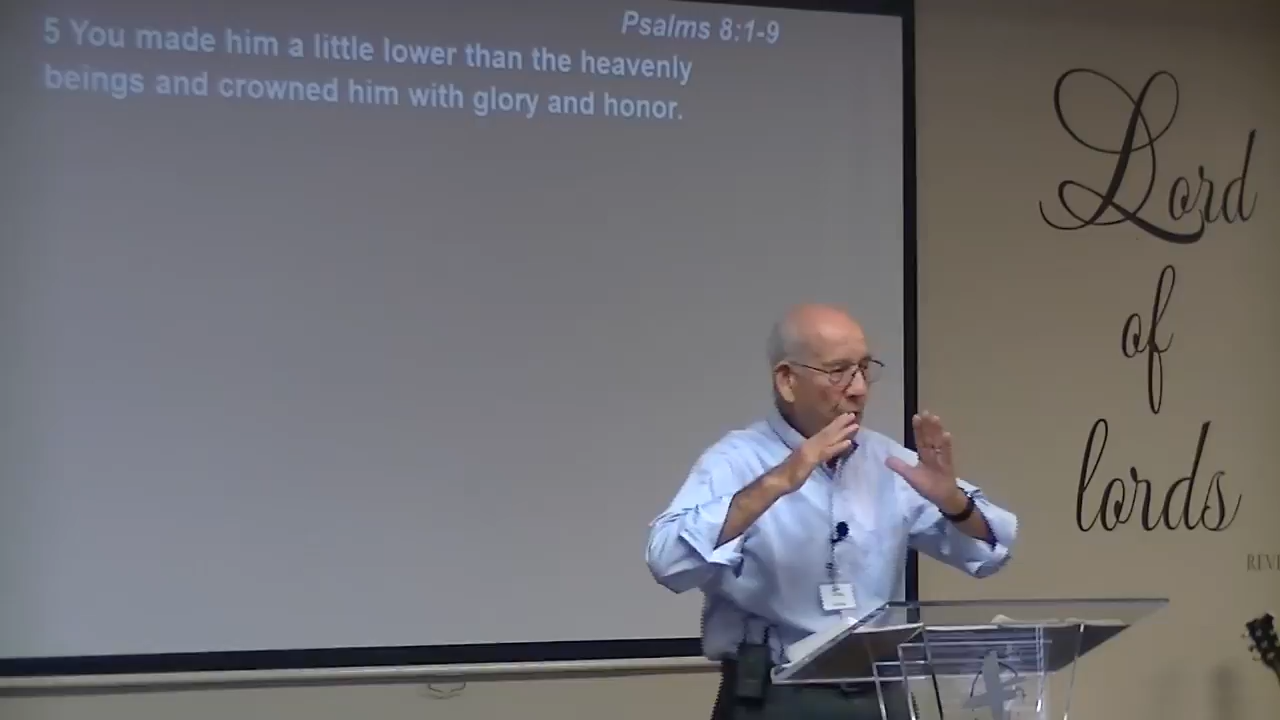 Psalms 8:1-9
5 You made him a little lower than the heavenly
beings and crowned him with glory and honor.
Lord
of
lords
REVE